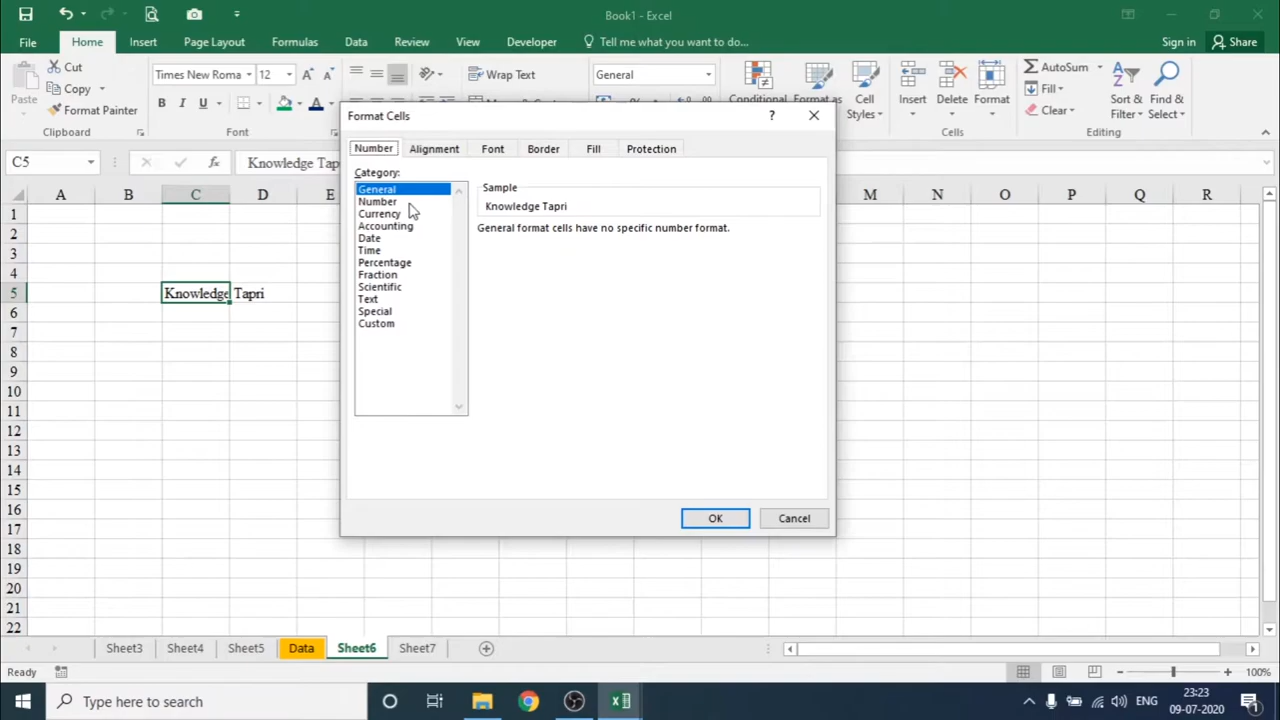 Book1 - Excel
File Home Insert Page Layout Formulas Data Review View Developer Tell me what you want to do... Sign in Share
Paste
Cut
Copy
Format Painter
Clipboard
Times New Roma 12
B I U A
Font
Wrap Text
General
Conditional
Format as
Cell
Styles
Insert
Delete
Format
Cells
AutoSum
Fill
Clear
Sort &
Filter
Find &
Select
Editing
C5 fx Knowledge Tap
A B C D E M N O P Q R
1
2
3
4
5 Knowledge Tapri
6
7
8
9
10
11
12
13
14
15
16
17
18
19
20
21
22
Format Cells ?
Number Alignment Font Border Fill Protection
Category:
General
Number
Currency
Accounting
Date
Time
Percentage
Fraction
Scientific
Text
Special
Custom
Sample
Knowledge Tapri
General format cells have no specific number format.
OK Cancel
Sheet3 Sheet4 Sheet5 Data Sheet6 Sheet7
Ready 100%
Type here to search
ENG
23:23
09-07-2020
1